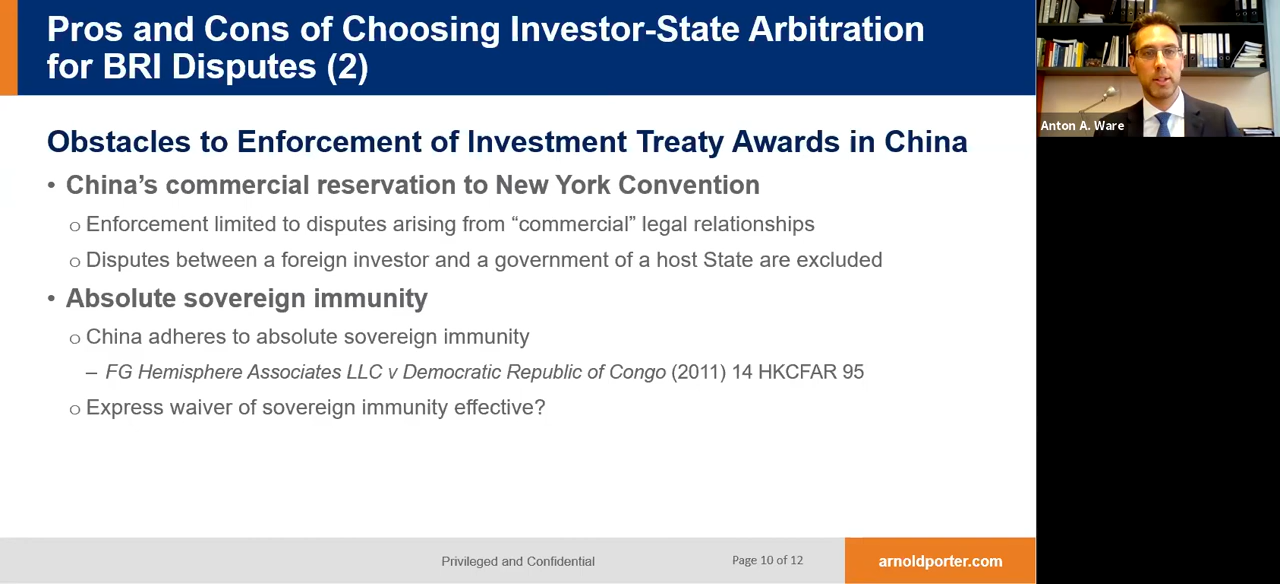 Pros and Cons of Choosing Investor-State Arbitration
for BRI Disputes (2)
Anton A. Ware
Obstacles to Enforcement of Investment Treaty Awards in China
• China’s commercial reservation to New York Convention
o Enforcement limited to disputes arising from “commercial” legal relationships
o Disputes between a foreign investor and a government of a host State are excluded
• Absolute sovereign immunity
o China adheres to absolute sovereign immunity
– FG Hemisphere Associates LLC v Democratic Republic of Congo (2011) 14 HKCFAR 95
o Express waiver of sovereign immunity effective?
Privileged and Confidential
Page 10 of 12
arnoldporter.com